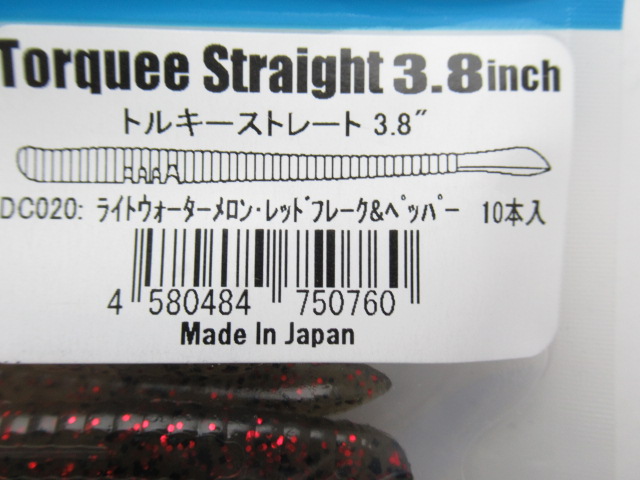 Torquee Straight 3.8inch
トルキーストレート 3.8"
DC020: ライトウォーターメロン・レッドフレーク&ペッパー 10本入
4 580484 750760
Made In Japan